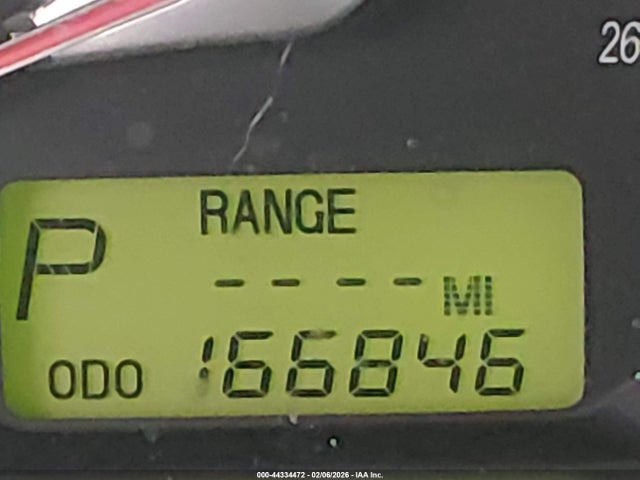 26
RANGE
P
---- MI
ODO 166846
000-44334472 - 02/06/2026 - IAA Inc.